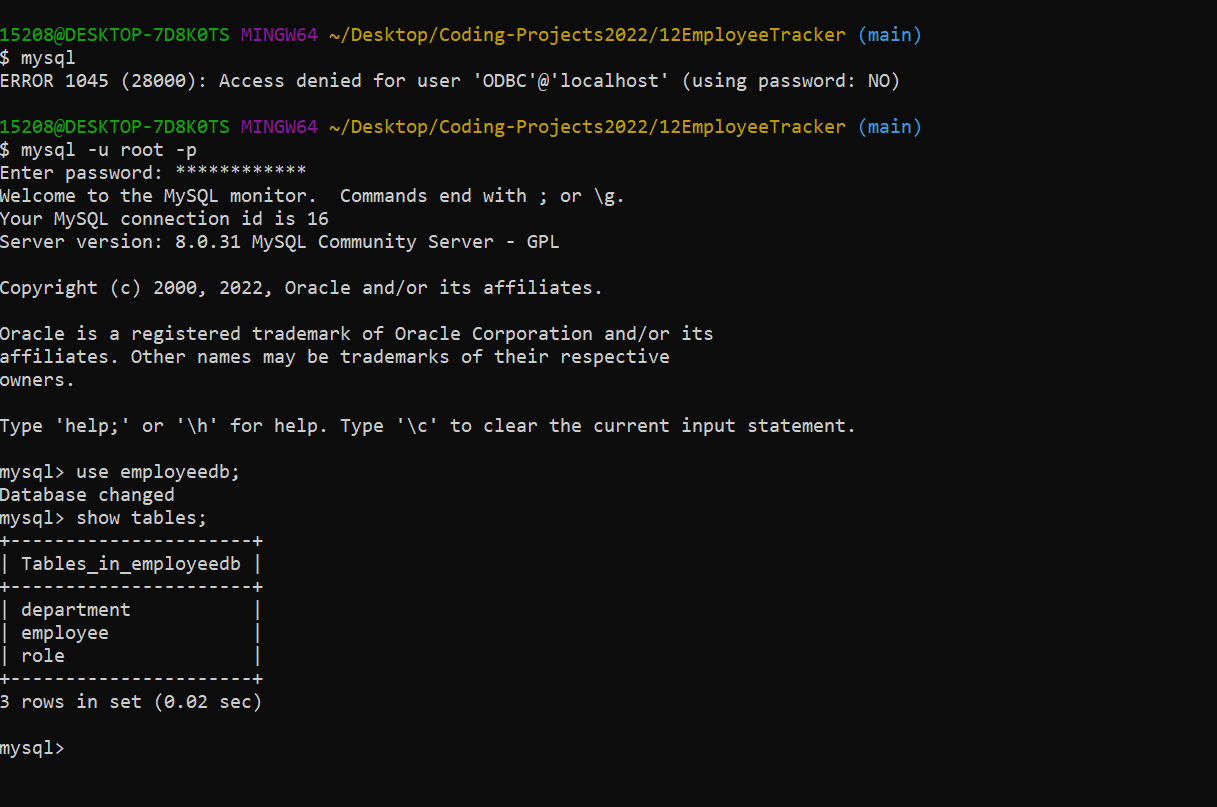 15208@DESKTOP-7D8K0TS MINGW64 ~/Desktop/Coding-Projects2022/12EmployeeTracker (main)
$ mysql
ERROR 1045 (28000): Access denied for user 'ODBC'@'localhost' (using password: NO)
15208@DESKTOP-7D8K0TS MINGW64 ~/Desktop/Coding-Projects2022/12EmployeeTracker (main)
$ mysql -u root -p
Enter password: ************
Welcome to the MySQL monitor.  Commands end with ; or \g.
Your MySQL connection id is 16
Server version: 8.0.31 MySQL Community Server - GPL
Copyright (c) 2000, 2022, Oracle and/or its affiliates.
Oracle is a registered trademark of Oracle Corporation and/or its
affiliates. Other names may be trademarks of their respective
owners.
Type 'help;' or '\h' for help. Type '\c' to clear the current input statement.
mysql> use employeedb;
Database changed
mysql> show tables;
+----------------------+
| Tables_in_employeedb |
+----------------------+
| department           |
| employee             |
| role                 |
+----------------------+
3 rows in set (0.02 sec)
mysql>